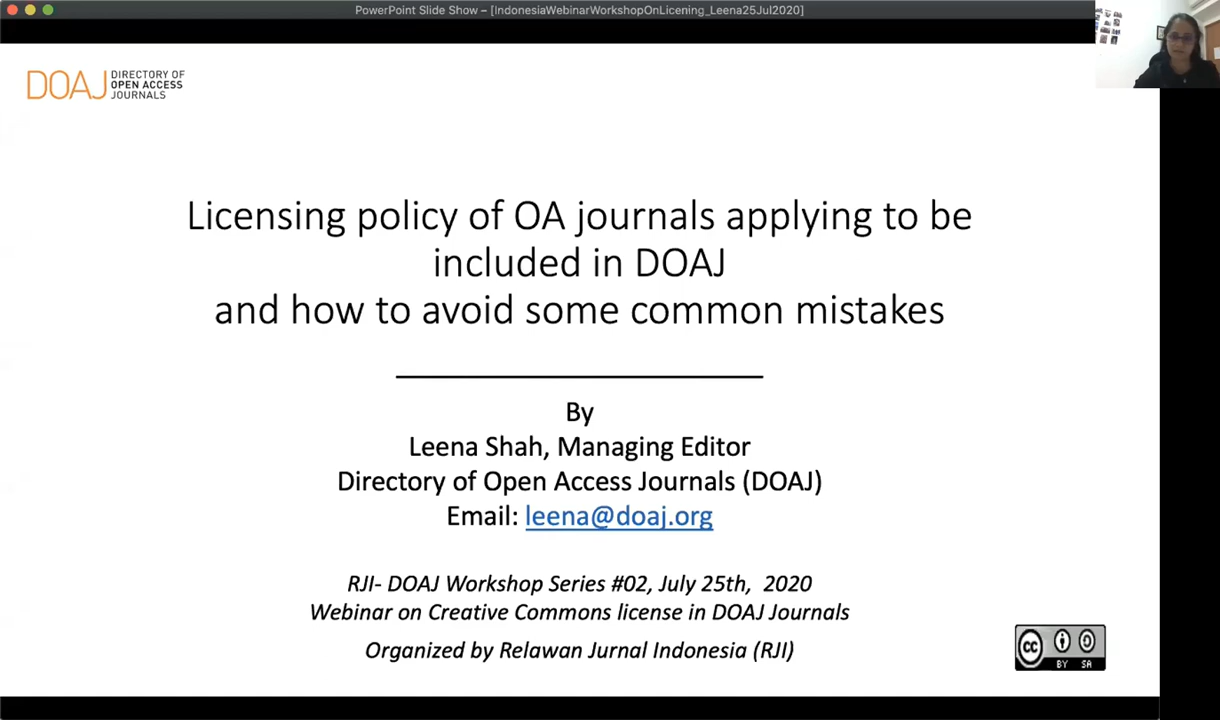 PowerPoint Slide Show – [IndonesiaWebinarWorkshopOnLicening_Leena25Jul2020]
DOAJ
DIRECTORY OF
OPEN ACCESS
JOURNALS
Licensing policy of OA journals applying to be
included in DOAJ
and how to avoid some common mistakes
By
Leena Shah, Managing Editor
Directory of Open Access Journals (DOAJ)
Email: leena@doaj.org
RJI- DOAJ Workshop Series #02, July 25th, 2020
Webinar on Creative Commons license in DOAJ Journals
Organized by Relawan Jurnal Indonesia (RJI)
cc
BY SA